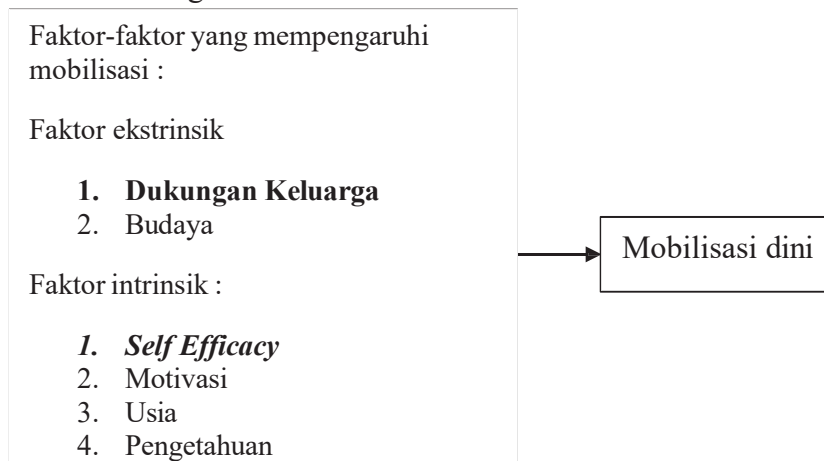 Faktor-faktor yang mempengaruhi
mobilisasi :
Faktor ekstrinsik
1. Dukungan Keluarga
2. Budaya
Faktor intrinsik :
1. Self Efficacy
2. Motivasi
3. Usia
4. Pengetahuan
Mobilisasi dini